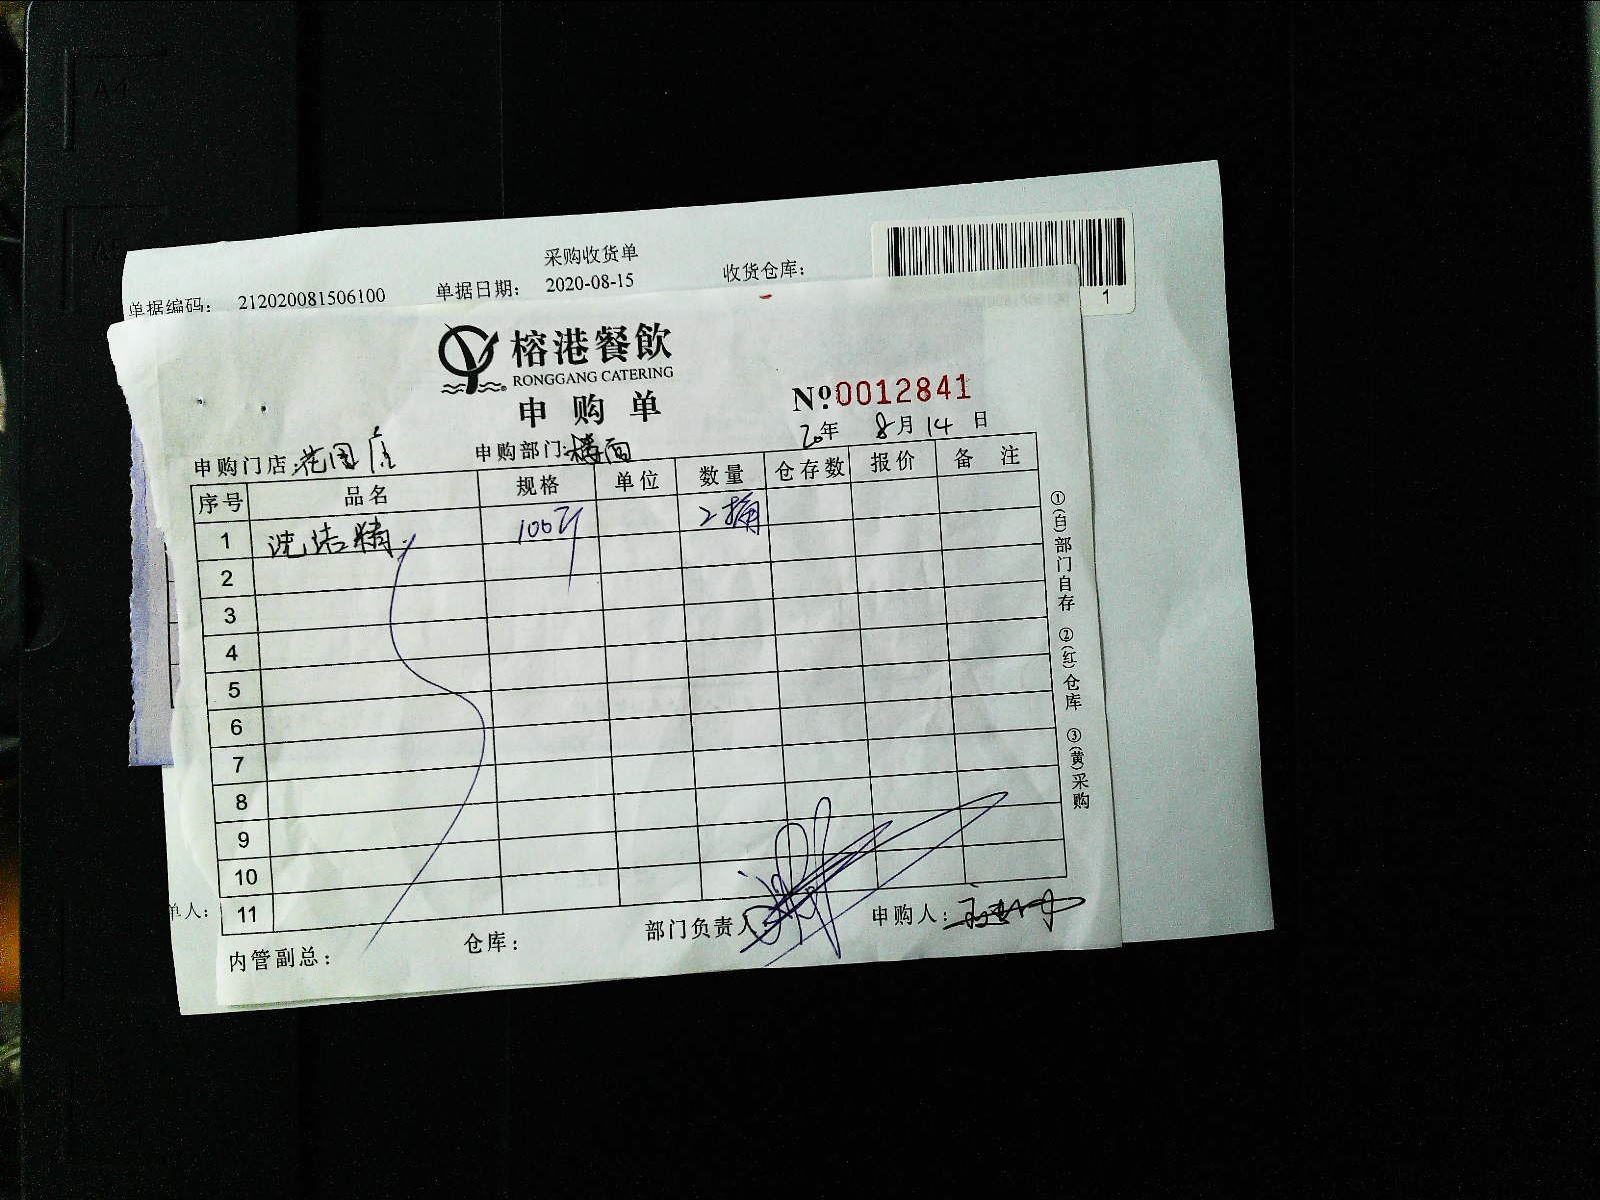 采购收货单
单据编码: 212020081506100 单据日期: 2020-08-15 收货仓库:
1
榕港餐飲
RONGGANG CATERING
申购单
№0012841
20年 8月14日
申购门店:花园店 申购部门:楼面
序号 品名 规格 单位 数量 仓存数 报价 备注
1 洗洁精 100斤 2桶
2
3
4
5
6
7
8
9
10
11
①(自)部门自存 ②(红)仓库 ③(黄)采购
单人:
内管副总: 仓库: 部门负责人 申购人:
A4